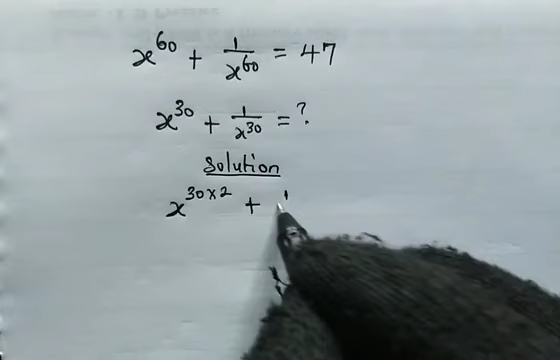 x^60 + 1/x^60 = 47
x^30 + 1/x^30 = ?
Solution
x^30×2 +